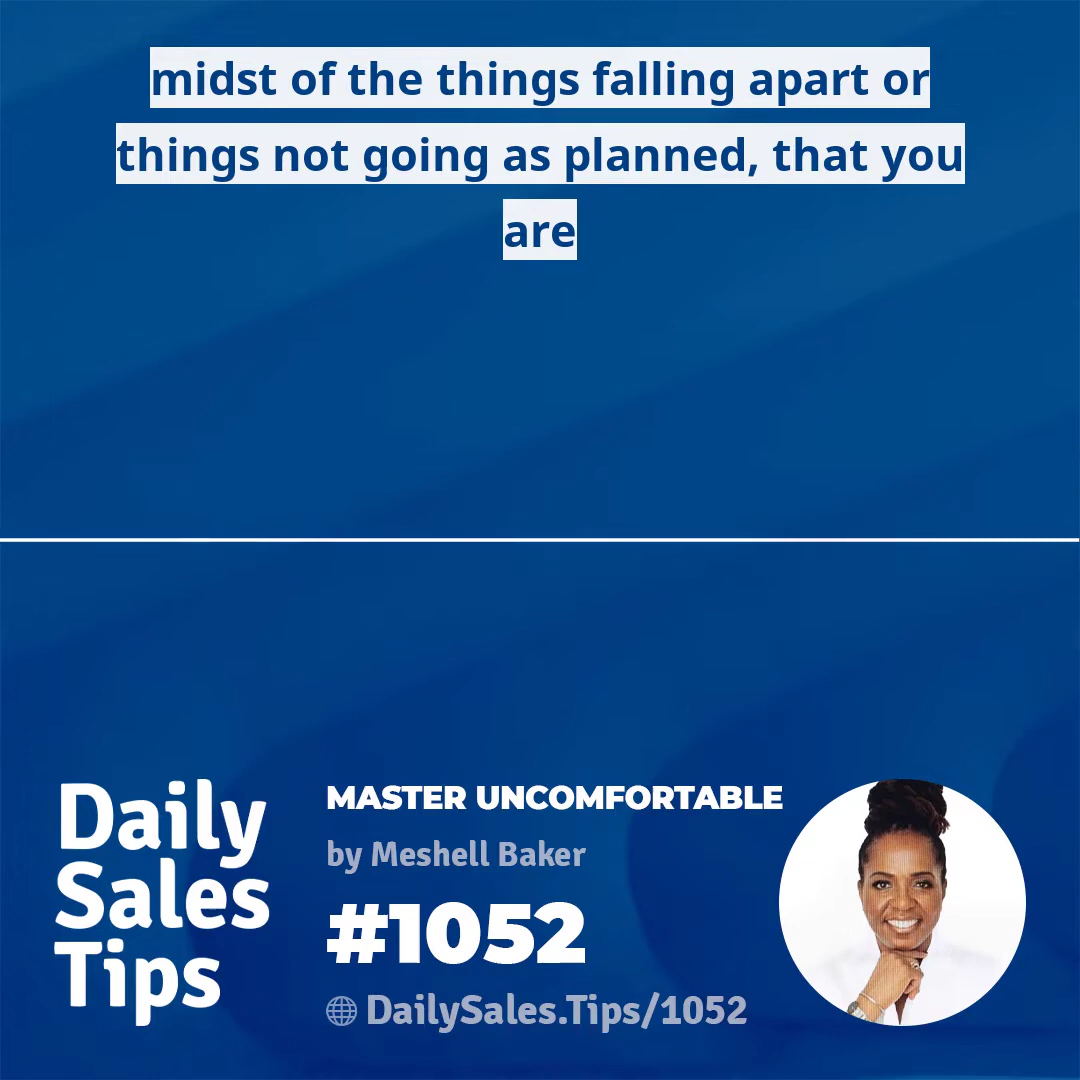 midst of the things falling apart or
things not going as planned, that you
are
Daily
Sales
Tips
MASTER UNCOMFORTABLE
by Meshell Baker
#1052
DailySales.Tips/1052